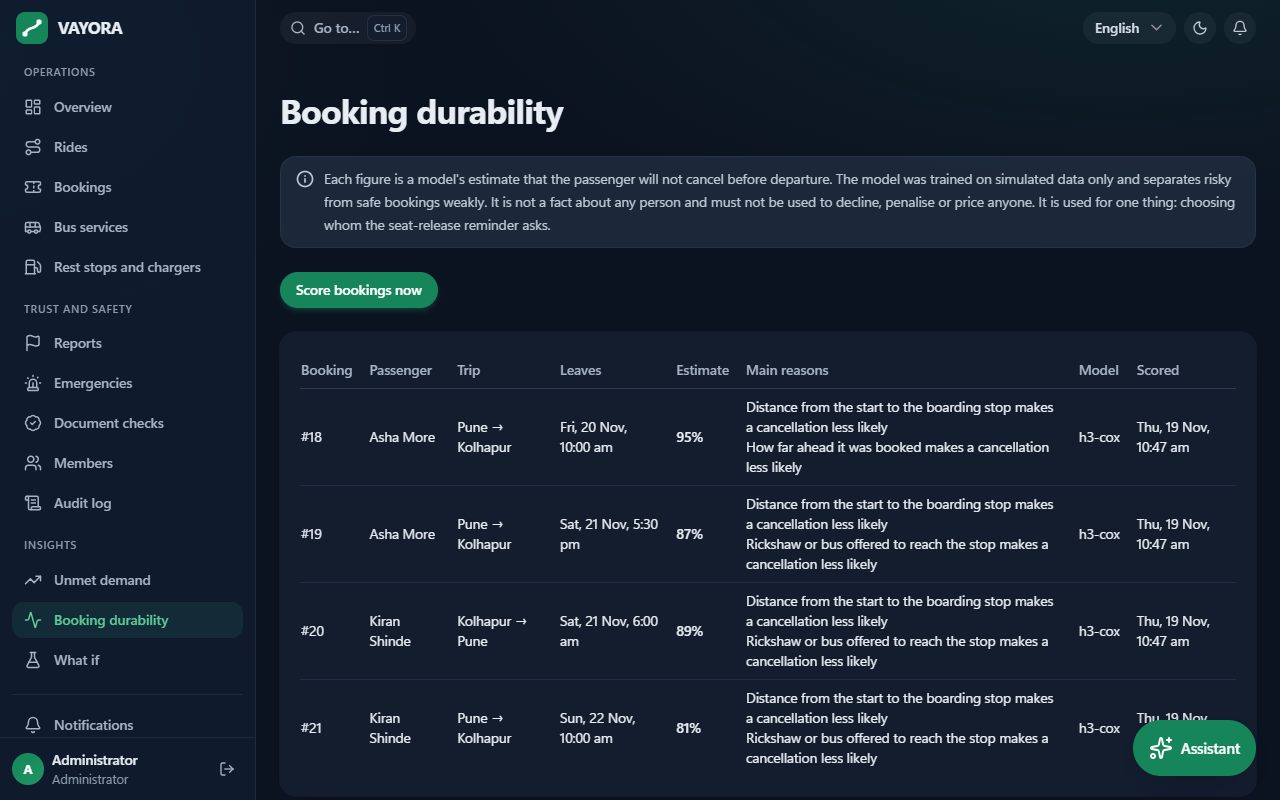 VAYORA
Go to... Ctrl K
English
OPERATIONS
Overview
Rides
Bookings
Bus services
Rest stops and chargers
TRUST AND SAFETY
Reports
Emergencies
Document checks
Members
Audit log
INSIGHTS
Unmet demand
Booking durability
What if
Notifications
A
Administrator
Administrator
Booking durability
Each figure is a model's estimate that the passenger will not cancel before departure. The model was trained on simulated data only and separates risky
from safe bookings weakly. It is not a fact about any person and must not be used to decline, penalise or price anyone. It is used for one thing: choosing
whom the seat-release reminder asks.
Score bookings now
Booking Passenger Trip Leaves Estimate Main reasons Model Scored
#18
Asha More
Pune →
Kolhapur
Fri, 20 Nov,
10:00 am
95%
Distance from the start to the boarding stop makes
a cancellation less likely
How far ahead it was booked makes a cancellation
less likely
h3-cox
Thu, 19 Nov,
10:47 am
#19
Asha More
Pune →
Kolhapur
Sat, 21 Nov, 5:30
pm
87%
Distance from the start to the boarding stop makes
a cancellation less likely
Rickshaw or bus offered to reach the stop makes a
cancellation less likely
h3-cox
Thu, 19 Nov,
10:47 am
#20
Kiran
Shinde
Kolhapur →
Pune
Sat, 21 Nov, 6:00
am
89%
Distance from the start to the boarding stop makes
a cancellation less likely
Rickshaw or bus offered to reach the stop makes a
cancellation less likely
h3-cox
Thu, 19 Nov,
10:47 am
#21
Kiran
Shinde
Pune →
Kolhapur
Sun, 22 Nov,
10:00 am
81%
Distance from the start to the boarding stop makes
a cancellation less likely
Rickshaw or bus offered to reach the stop makes a
cancellation less likely
h3-cox
Thu, 19 Nov,
Assistant